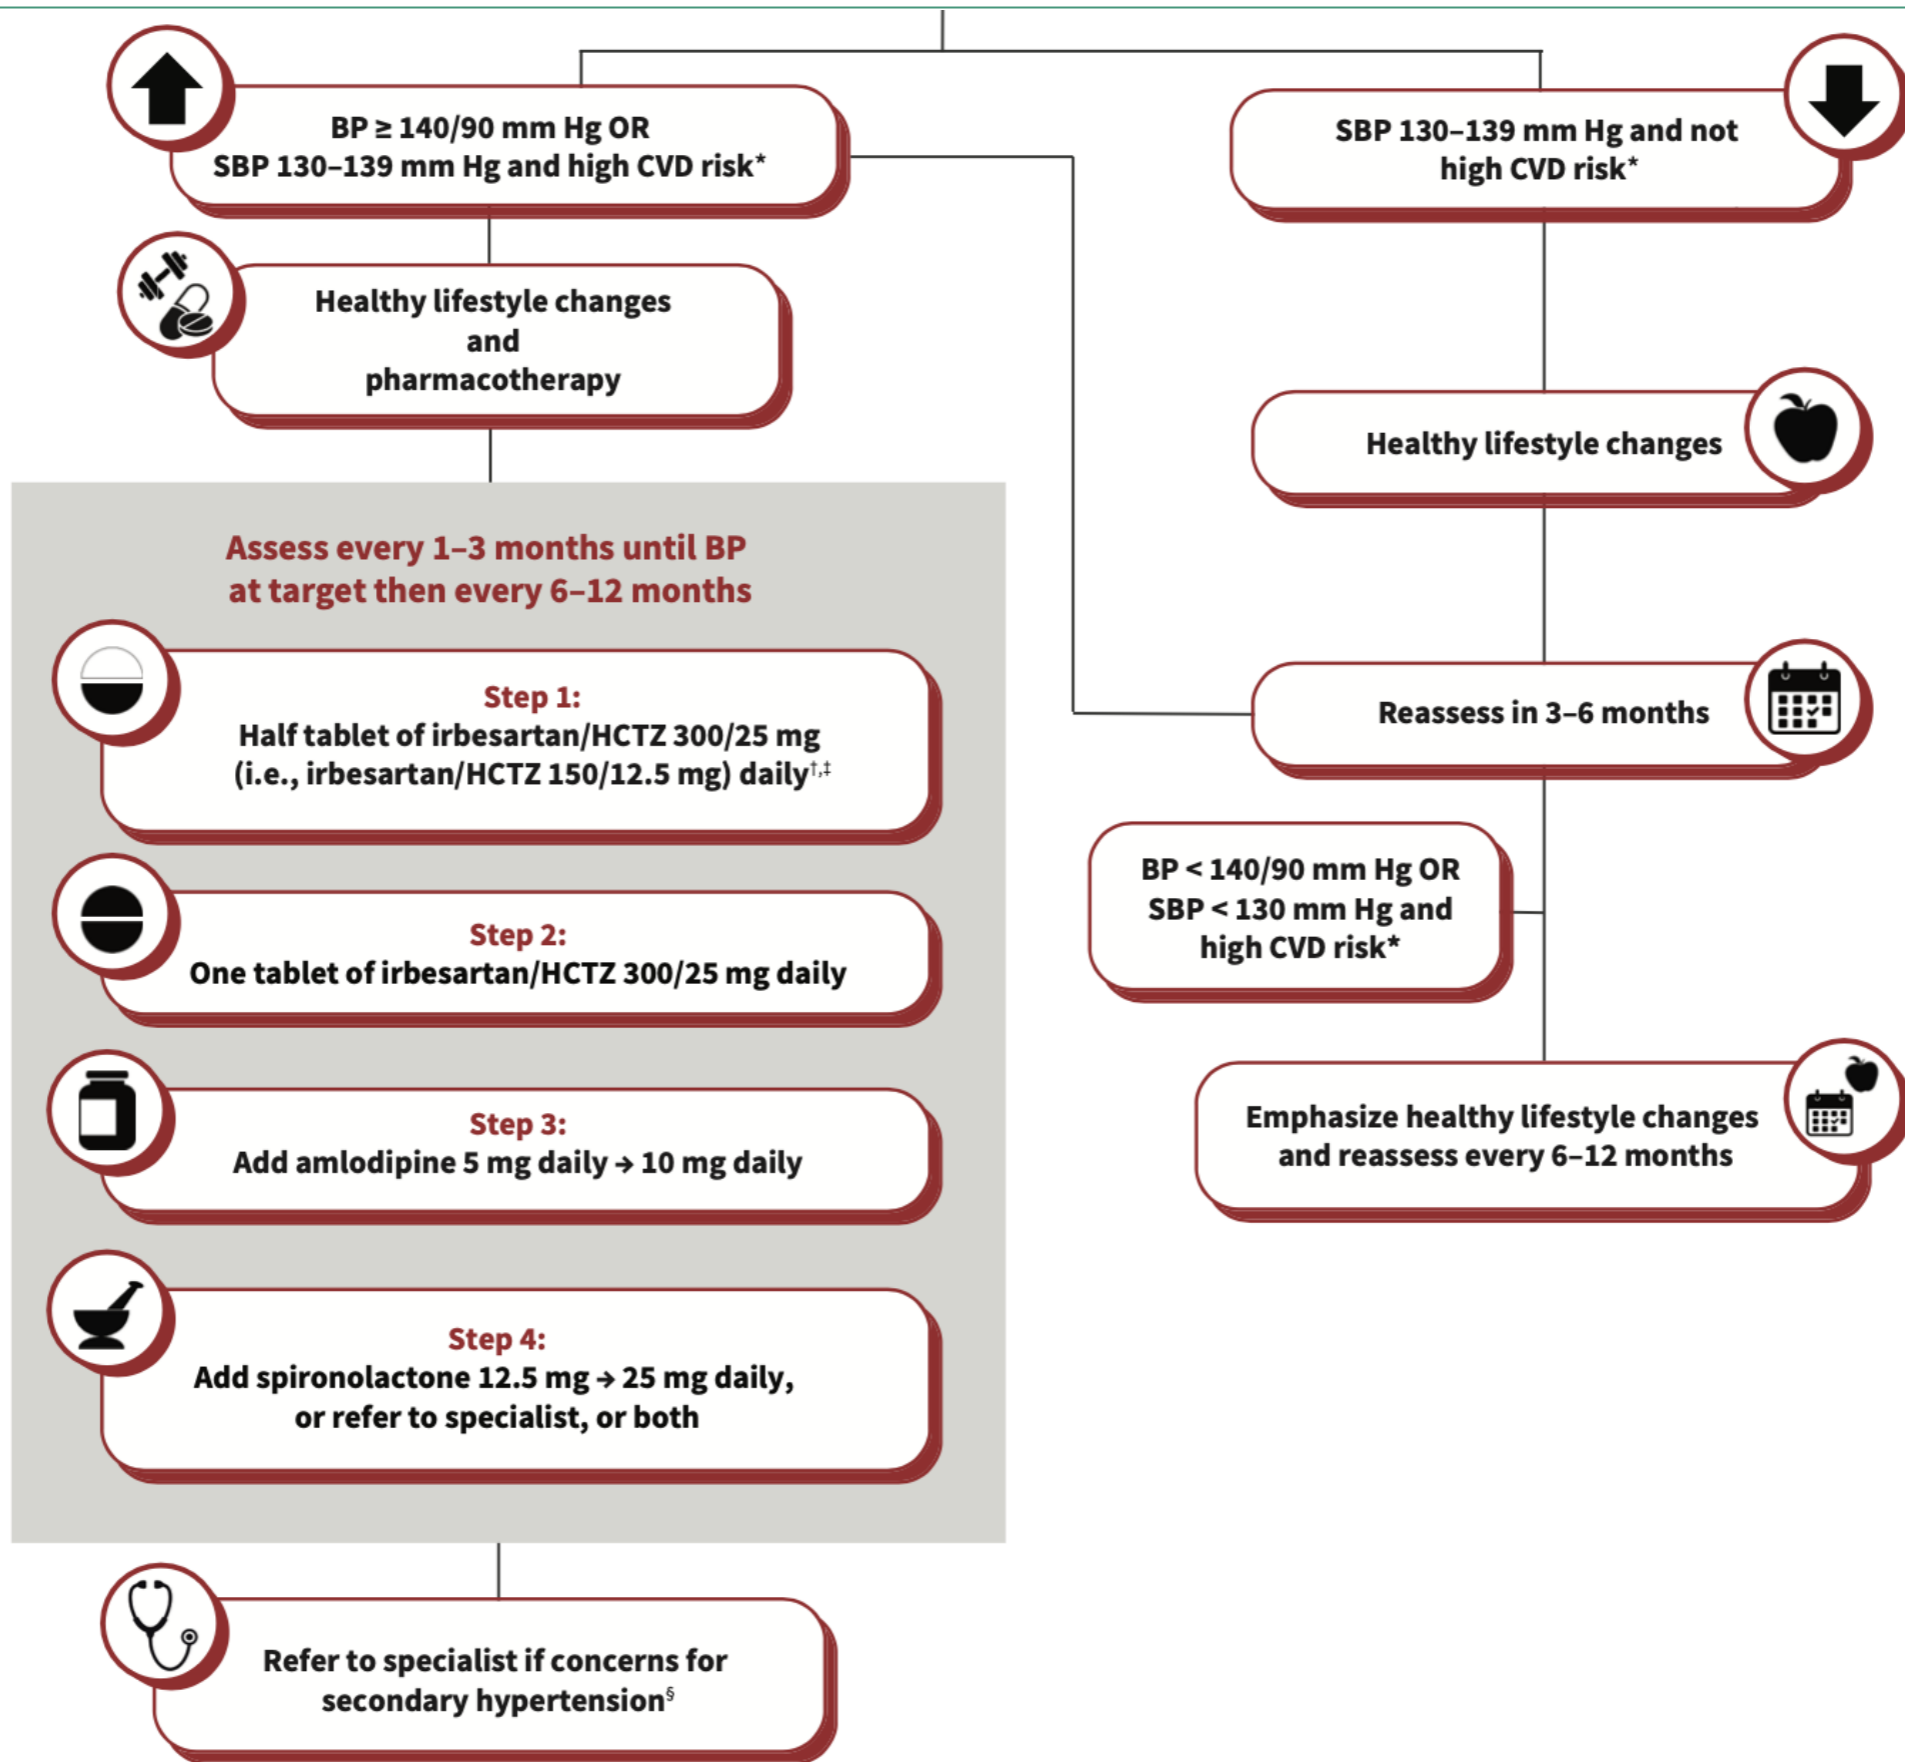 BP ≥ 140/90 mm Hg OR
SBP 130–139 mm Hg and high CVD risk*
Healthy lifestyle changes
and
pharmacotherapy
Assess every 1–3 months until BP
at target then every 6–12 months
Step 1:
Half tablet of irbesartan/HCTZ 300/25 mg
(i.e., irbesartan/HCTZ 150/12.5 mg) daily†,‡
Step 2:
One tablet of irbesartan/HCTZ 300/25 mg daily
Step 3:
Add amlodipine 5 mg daily → 10 mg daily
Step 4:
Add spironolactone 12.5 mg → 25 mg daily,
or refer to specialist, or both
Refer to specialist if concerns for
secondary hypertension§
SBP 130–139 mm Hg and not
high CVD risk*
Healthy lifestyle changes
Reassess in 3–6 months
BP < 140/90 mm Hg OR
SBP < 130 mm Hg and
high CVD risk*
Emphasize healthy lifestyle changes
and reassess every 6–12 months